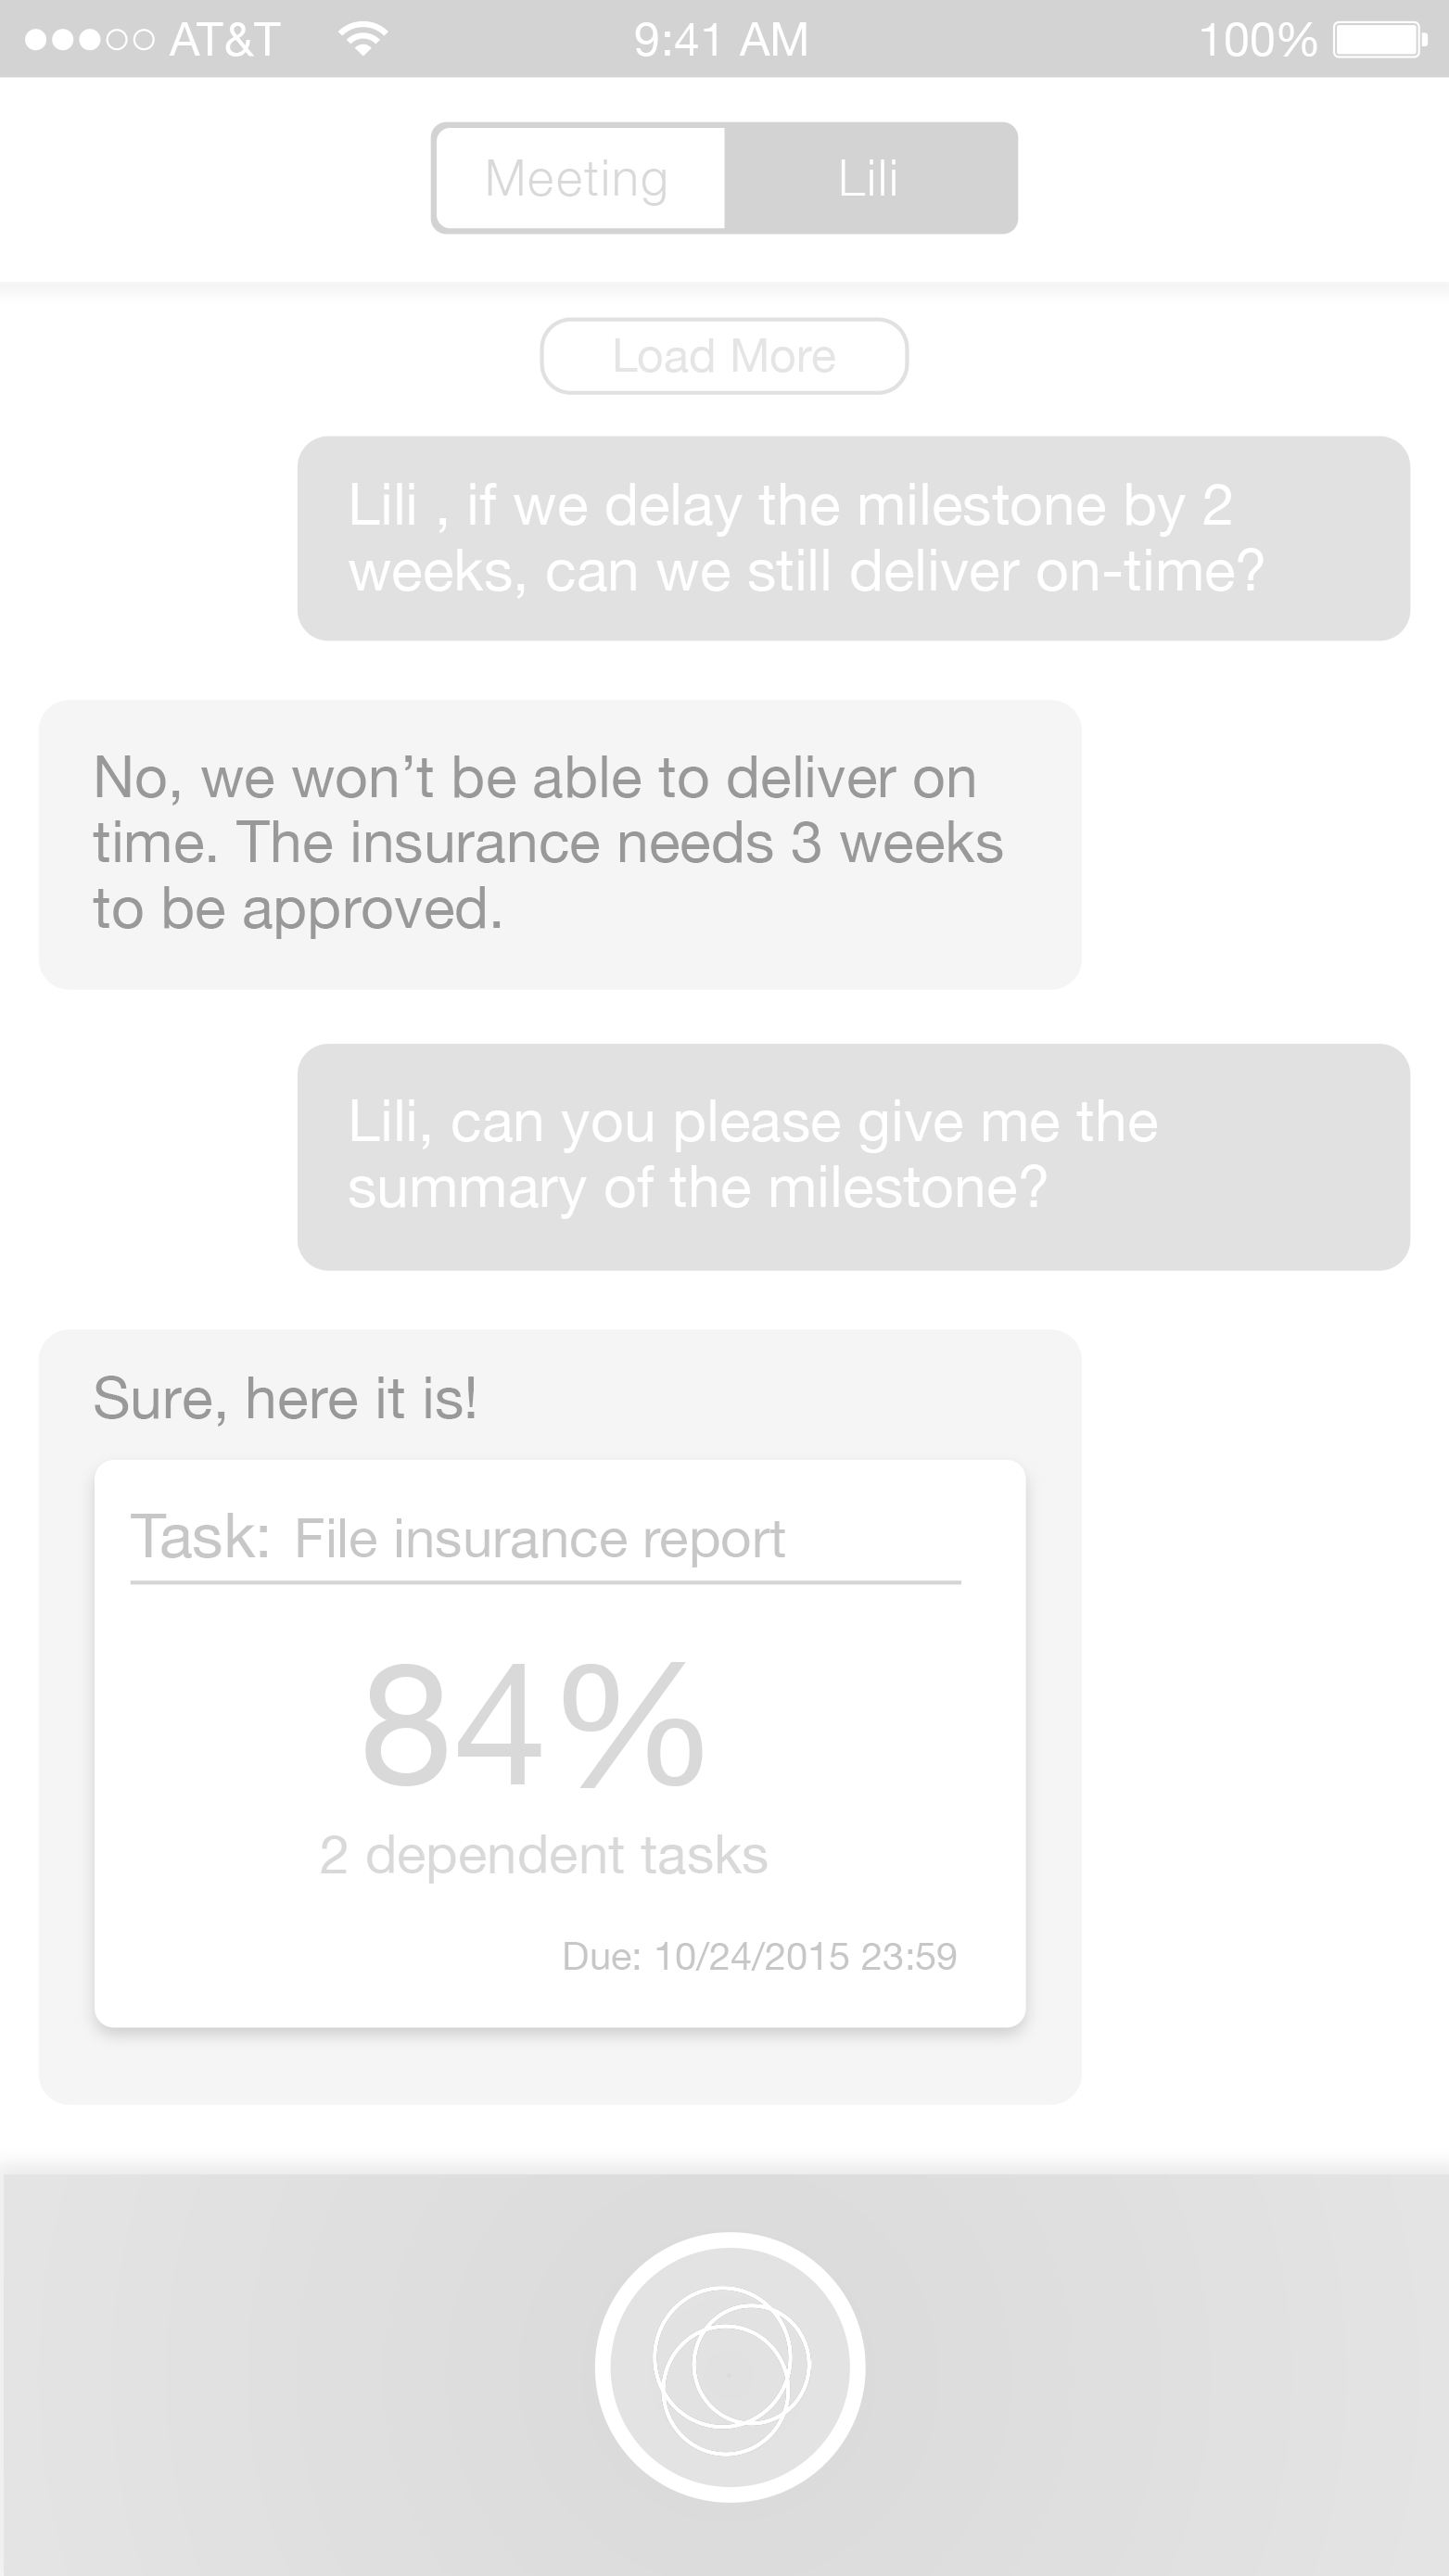 AT&T 9:41 AM 100%
Meeting Lili
Load More
Lili , if we delay the milestone by 2
weeks, can we still deliver on-time?
No, we won’t be able to deliver on
time. The insurance needs 3 weeks
to be approved.
Lili, can you please give me the
summary of the milestone?
Sure, here it is!
Task: File insurance report
84%
2 dependent tasks
Due: 10/24/2015 23:59